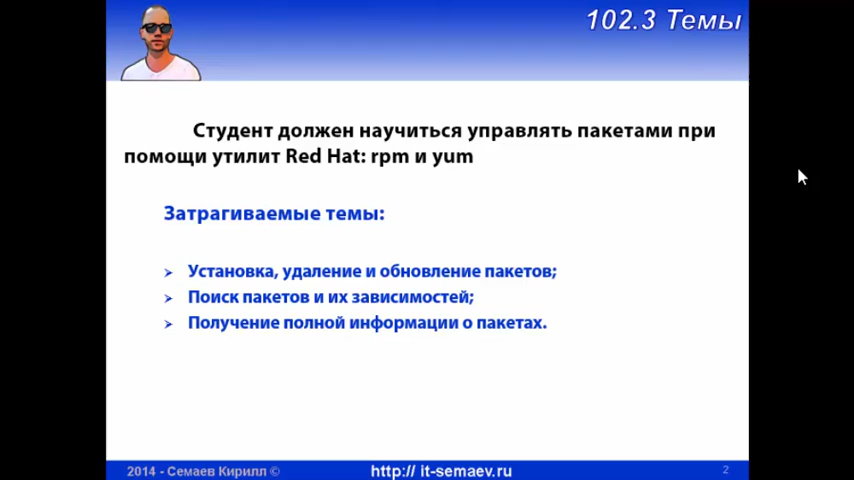 102.3 Темы
Студент должен научиться управлять пакетами при
помощи утилит Red Hat: rpm и yum
Затрагиваемые темы:
Установка, удаление и обновление пакетов;
Поиск пакетов и их зависимостей;
Получение полной информации о пакетах.
2014 - Семаев Кирилл © http:// it-semaev.ru 2